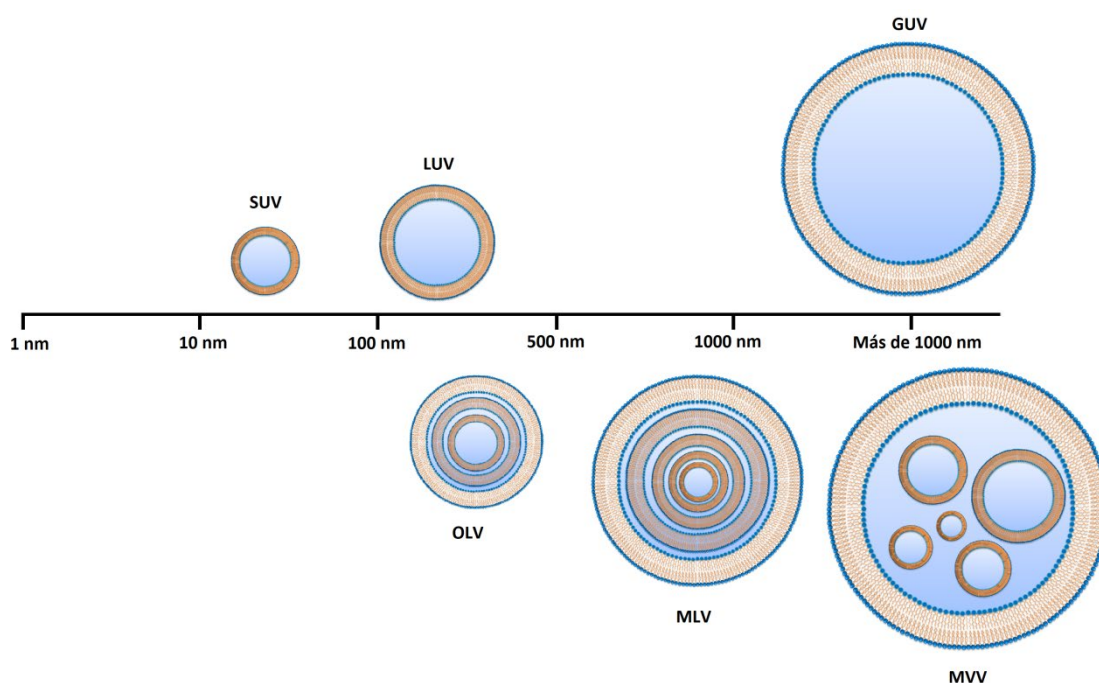 GUV
LUV
SUV
1 nm
10 nm
100 nm
500 nm
1000 nm
Más de 1000 nm
OLV
MLV
MVV